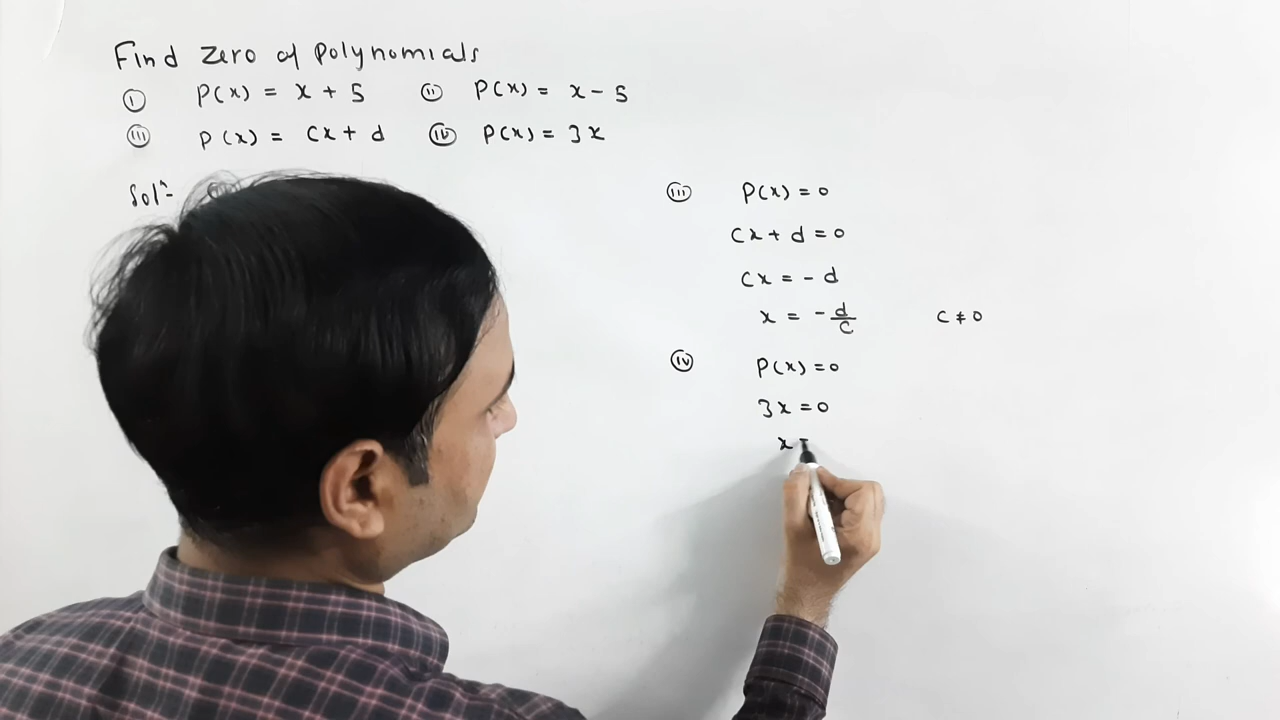 Find zero of polynomials
(i) P(x) = x + 5 (ii) P(x) = x - 5
(iii) P(x) = cx + d (iv) P(x) = 3x
Solⁿ-
(iii) P(x) = 0
cx + d = 0
cx = - d
x = - d/c c ≠ 0
(iv) P(x) = 0
3x = 0
x =